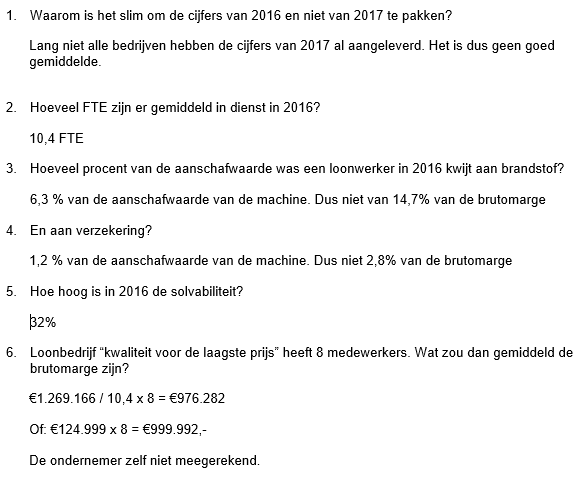 1. Waarom is het slim om de cijfers van 2016 en niet van 2017 te pakken?
Lang niet alle bedrijven hebben de cijfers van 2017 al aangeleverd. Het is dus geen goed
gemiddelde.
2. Hoeveel FTE zijn er gemiddeld in dienst in 2016?
10,4 FTE
3. Hoeveel procent van de aanschafwaarde was een loonwerker in 2016 kwijt aan brandstof?
6,3 % van de aanschafwaarde van de machine. Dus niet van 14,7% van de brutomarge
4. En aan verzekering?
1,2 % van de aanschafwaarde van de machine. Dus niet 2,8% van de brutomarge
5. Hoe hoog is in 2016 de solvabiliteit?
32%
6. Loonbedrijf “kwaliteit voor de laagste prijs” heeft 8 medewerkers. Wat zou dan gemiddeld de
brutomarge zijn?
€1.269.166 / 10,4 x 8 = €976.282
Of: €124.999 x 8 = €999.992,-
De ondernemer zelf niet meegerekend.